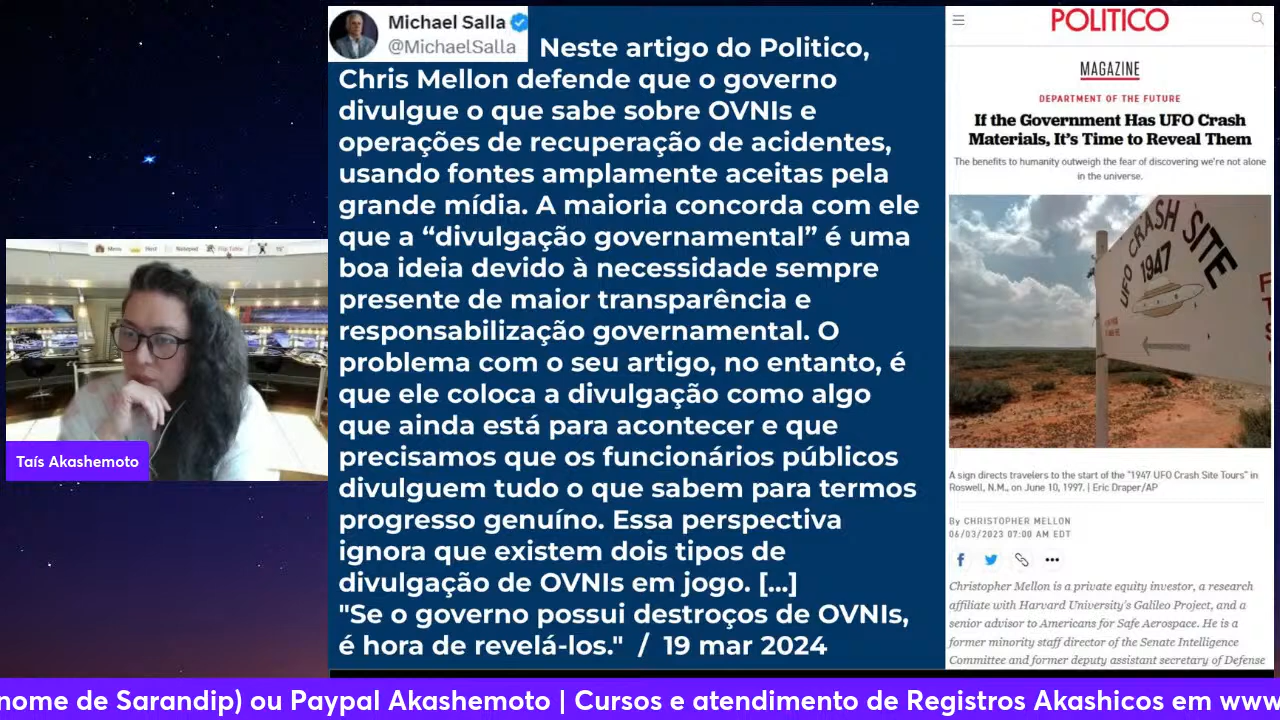 Michael Salla
@MichaelSalla
Neste artigo do Politico,
Chris Mellon defende que o governo
divulgue o que sabe sobre OVNIs e
operações de recuperação de acidentes,
usando fontes amplamente aceitas pela
grande mídia. A maioria concorda com ele
que a “divulgação governamental” é uma
boa ideia devido à necessidade sempre
presente de maior transparência e
responsabilização governamental. O
problema com o seu artigo, no entanto, é
que ele coloca a divulgação como algo
que ainda está para acontecer e que
precisamos que os funcionários públicos
divulguem tudo o que sabem para termos
progresso genuíno. Essa perspectiva
ignora que existem dois tipos de
divulgação de OVNIs em jogo. [...]
"Se o governo possui destroços de OVNIs,
é hora de revelá-los." / 19 mar 2024
POLITICO
MAGAZINE
DEPARTMENT OF THE FUTURE
If the Government Has UFO Crash
Materials, It’s Time to Reveal Them
The benefits to humanity outweigh the fear of discovering we're not alone
in the universe.
UFO CRASH SITE
1947
A sign directs travelers to the start of the "1947 UFO Crash Site Tours" in
Roswell, N.M., on June 10, 1997. | Eric Draper/AP
By CHRISTOPHER MELLON
06/03/2023 07:00 AM EDT
Christopher Mellon is a private equity investor, a research
affiliate with Harvard University's Galileo Project, and a
senior advisor to Americans for Safe Aerospace. He is a
former minority staff director of the Senate Intelligence
Committee and former deputy assistant secretary of Defense
Taís Akashemoto
nome de Sarandip) ou Paypal Akashemoto | Cursos e atendimento de Registros Akashicos em www